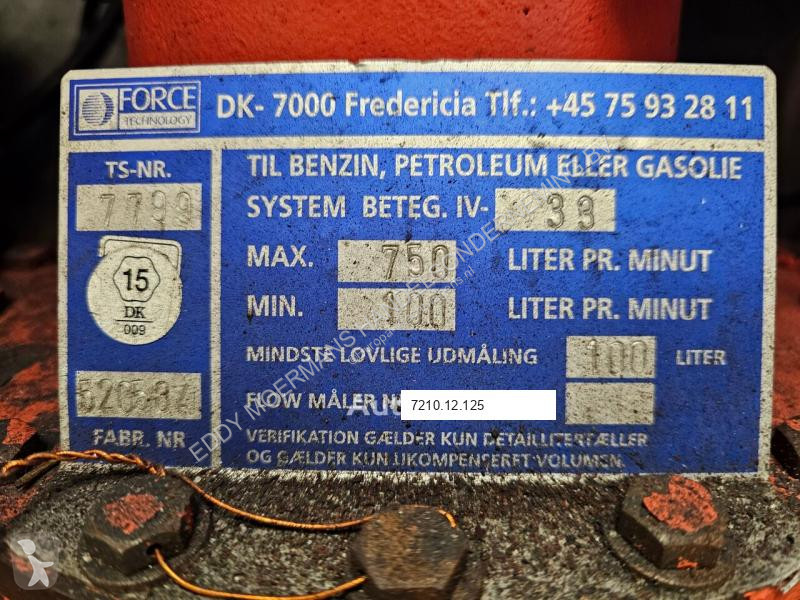 FORCE
TECHNOLOGY
DK- 7000 Fredericia Tlf.: +45 75 93 28 11
TS-NR.
7799
15
DK
009
FABR. NR
TIL BENZIN, PETROLEUM ELLER GASOLIE
SYSTEM BETEG. IV- 33
MAX. 750 LITER PR. MINUT
MIN. 100 LITER PR. MINUT
MINDSTE LOVLIGE UDMÅLING 100 LITER
FLOW MÅLER NR 7210.12.125
VERIFIKATION GÆLDER KUN DETAILLITERTÆLLER
OG GÆLDER KUN UKOMPENSERET VOLUMEN.
EDDY MOERMANS